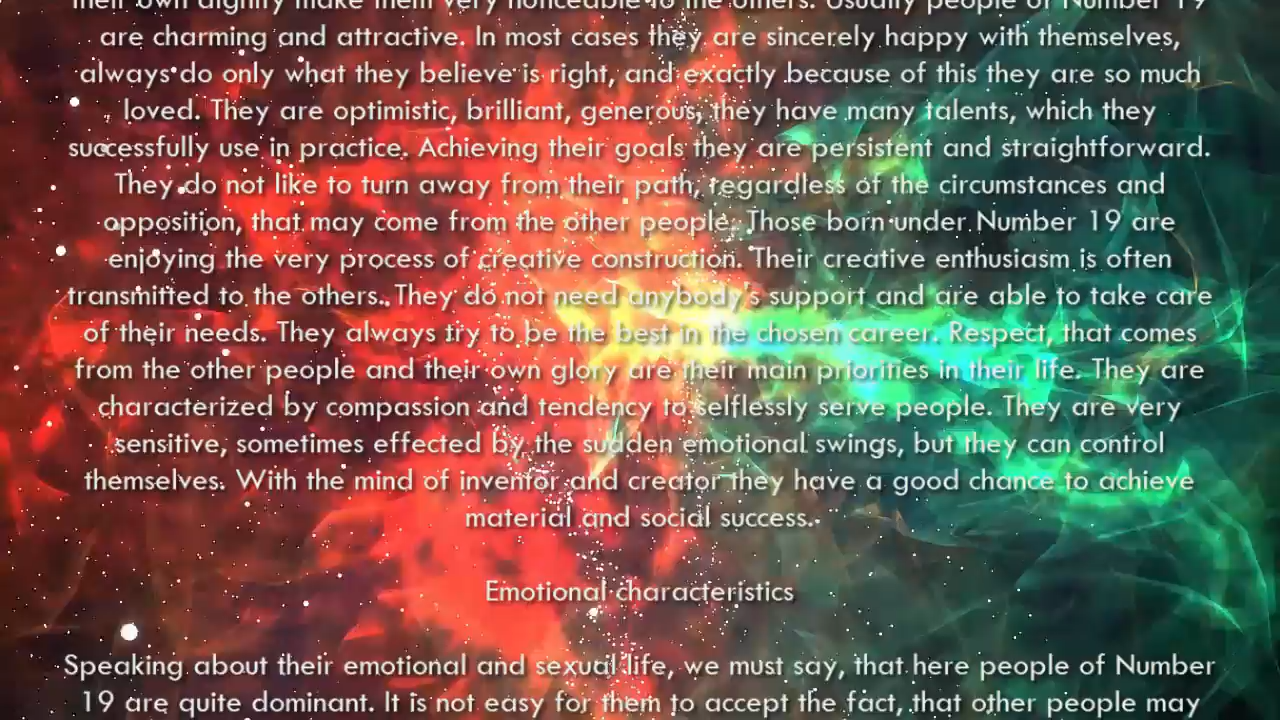 their own dignity make them very noticeable to the others. Usually people of Number 19
are charming and attractive. In most cases they are sincerely happy with themselves,
always do only what they believe is right, and exactly because of this they are so much
loved. They are optimistic, brilliant, generous, they have many talents, which they
successfully use in practice. Achieving their goals they are persistent and straightforward.
They do not like to turn away from their path, regardless of the circumstances and
opposition, that may come from the other people. Those born under Number 19 are
enjoying the very process of creative construction. Their creative enthusiasm is often
transmitted to the others. They do not need anybody's support and are able to take care
of their needs. They always try to be the best in the chosen career. Respect, that comes
from the other people and their own glory are their main priorities in their life. They are
characterized by compassion and tendency to selflessly serve people. They are very
sensitive, sometimes effected by the sudden emotional swings, but they can control
themselves. With the mind of inventor and creator they have a good chance to achieve
material and social success.
Emotional characteristics
Speaking about their emotional and sexual life, we must say, that here people of Number
19 are quite dominant. It is not easy for them to accept the fact, that other people may